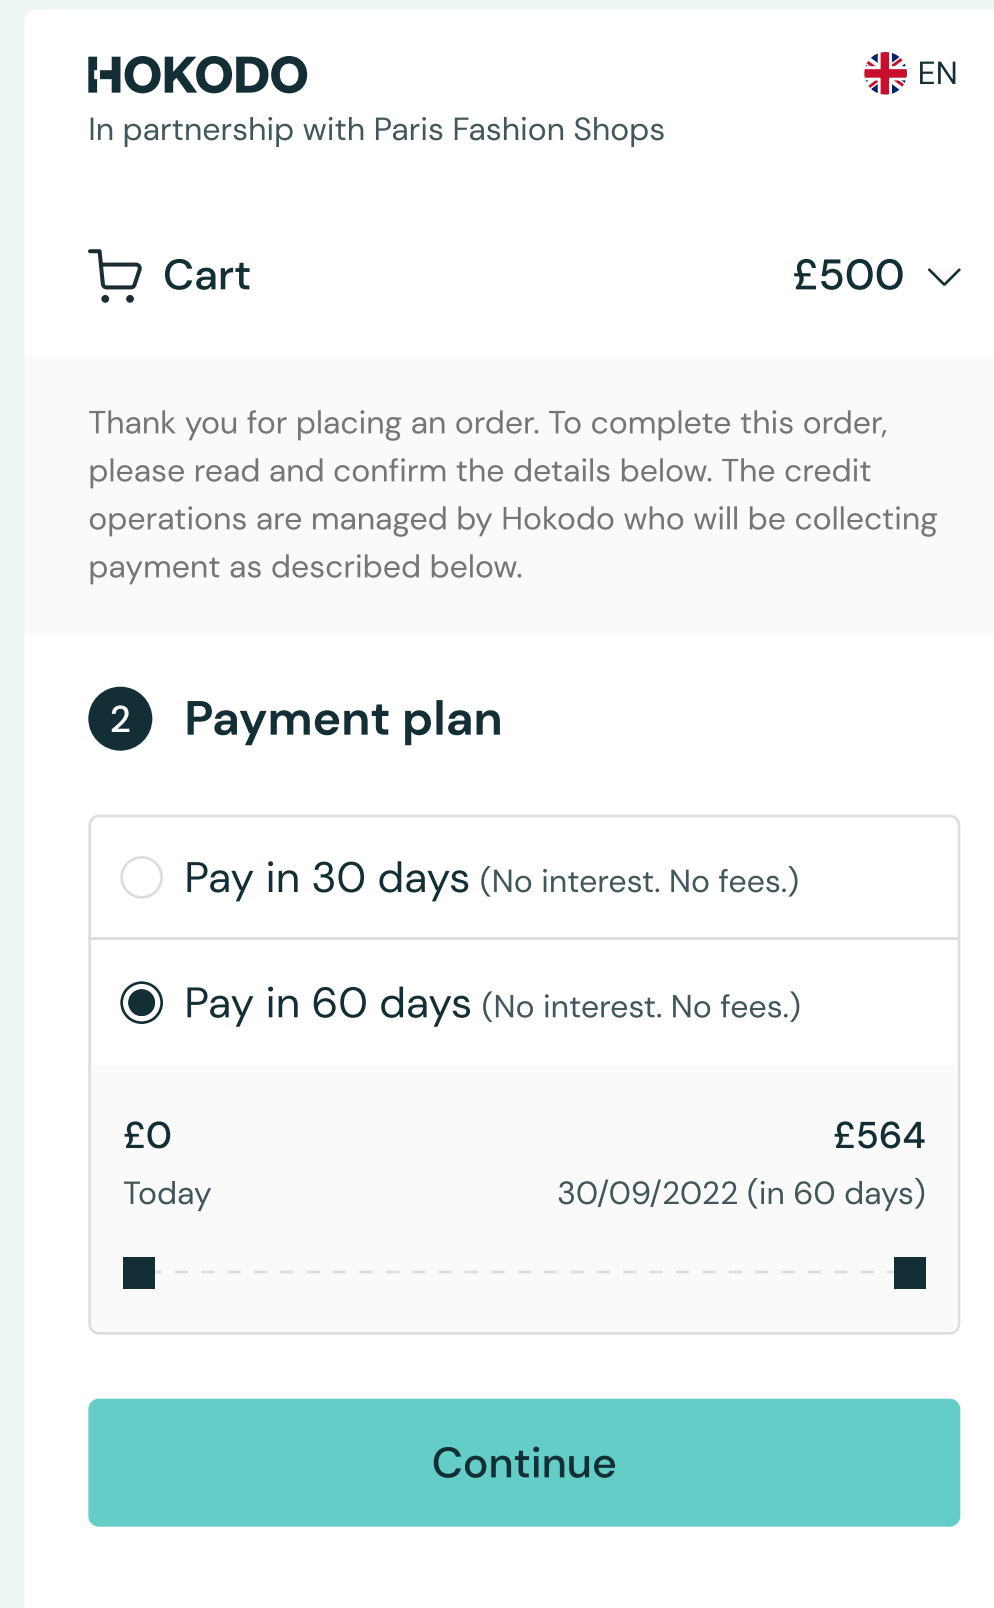 HOKODO
EN
In partnership with Paris Fashion Shops
Cart
£500
Thank you for placing an order. To complete this order,
please read and confirm the details below. The credit
operations are managed by Hokodo who will be collecting
payment as described below.
2 Payment plan
Pay in 30 days (No interest. No fees.)
Pay in 60 days (No interest. No fees.)
£0
£564
Today
30/09/2022 (in 60 days)
Continue